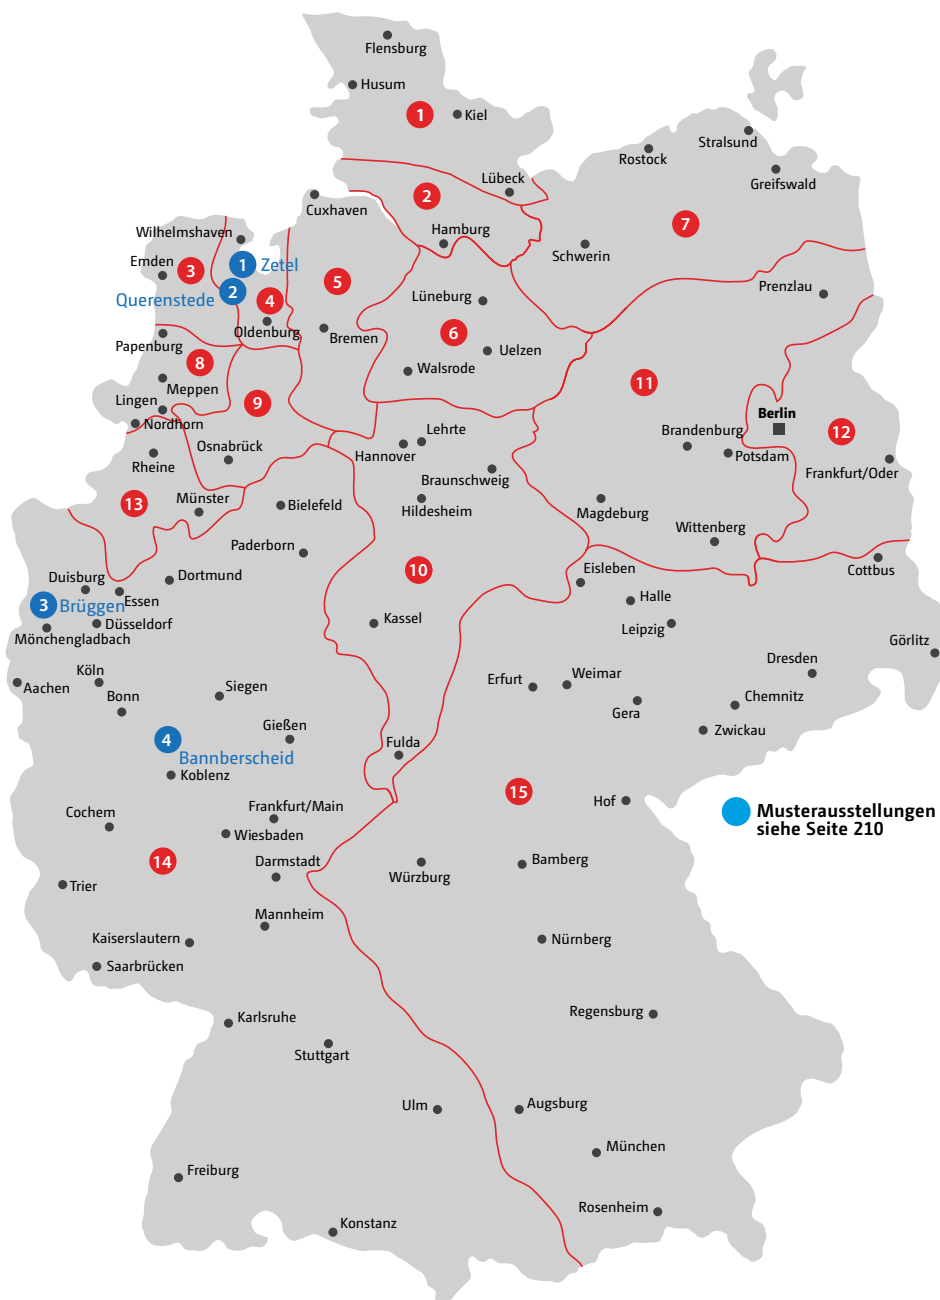 Flensburg
Husum
1
Kiel
Stralsund
Rostock
Greifswald
Lübeck
2
Cuxhaven
7
Wilhelmshaven
Hamburg
Schwerin
Emden
3
1 Zetel
5
Querenstede
2
4
Lüneburg
Prenzlau
Oldenburg
Bremen
6
Papenburg
Uelzen
8
Walsrode
11
Meppen
Lingen
9
Berlin
Nordhorn
Lehrte
Brandenburg
12
Osnabrück
Hannover
Potsdam
Rheine
Braunschweig
Frankfurt/Oder
13
Münster
Bielefeld
Hildesheim
Magdeburg
Wittenberg
Paderborn
10
Cottbus
Duisburg
Dortmund
Eisleben
Essen
3 Brüggen
Halle
Düsseldorf
Kassel
Leipzig
Mönchengladbach
Görlitz
Köln
Dresden
Aachen
Bonn
Siegen
Erfurt
Weimar
Chemnitz
Gera
Gießen
Zwickau
4
Fulda
Bannberscheid
Koblenz
15
Hof
Cochem
Frankfurt/Main
Musterausstellungen
siehe Seite 210
Wiesbaden
14
Darmstadt
Würzburg
Bamberg
Trier
Mannheim
Kaiserslautern
Nürnberg
Saarbrücken
Karlsruhe
Regensburg
Stuttgart
Ulm
Augsburg
München
Freiburg
Rosenheim
Konstanz